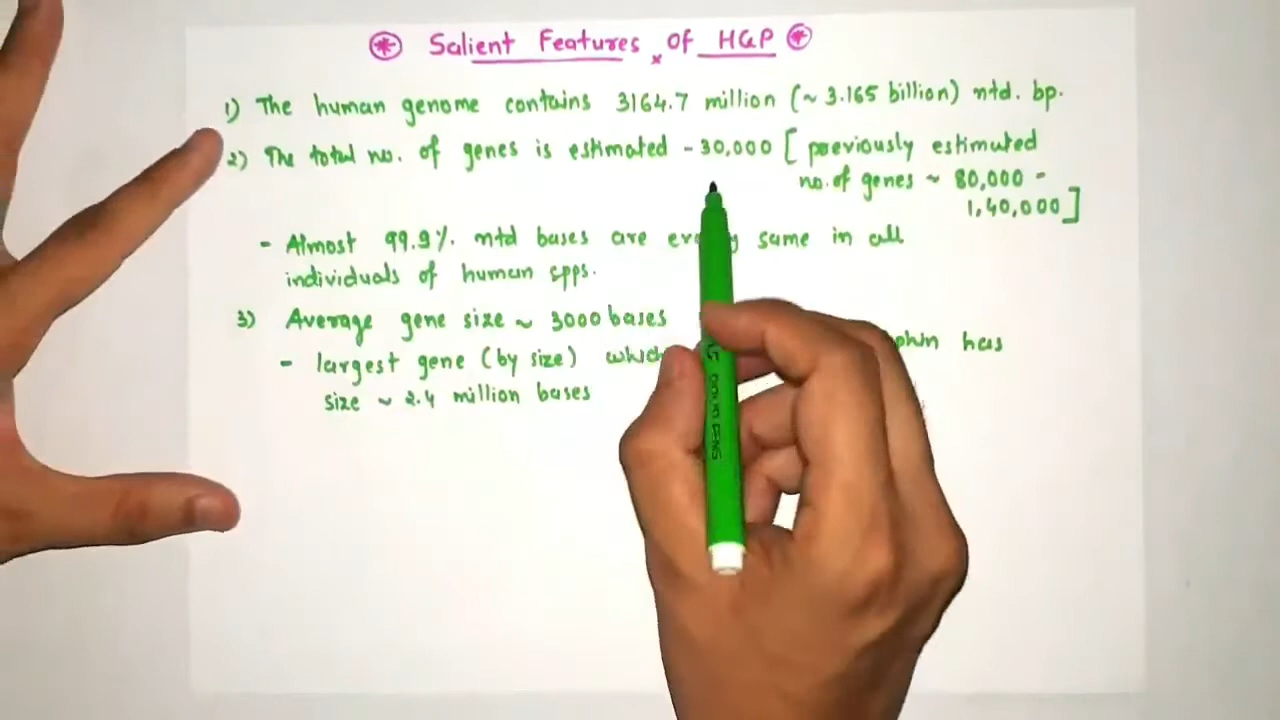 Salient Features of HGP
1) The human genome contains 3164.7 million (~ 3.165 billion) ntd. bp.
2) The total no. of genes is estimated - 30,000 [previously estimated
no. of genes ~ 80,000 -
1,40,000]
- Almost 99.9%. ntd bases are same in all
individuals of human spps.
3) Average gene size ~ 3000 bases
- largest gene (by size) has
size ~ 2.4 million bases